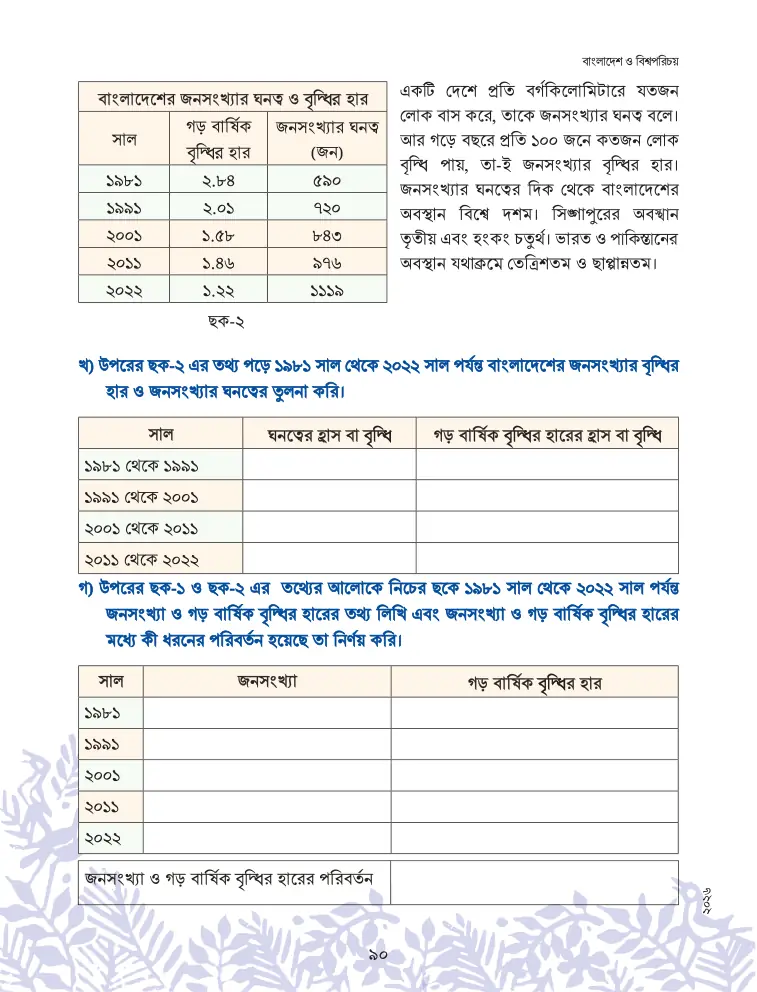 বাংলাদেশ ও বিশ্বপরিচয়
বাংলাদেশের জনসংখ্যার ঘনত্ব ও বৃদ্ধির হার
সাল গড় বার্ষিক বৃদ্ধির হার জনসংখ্যার ঘনত্ব (জন)
১৯৮১ ২.৮৪ ৫৯০
১৯৯১ ২.০১ ৭২০
২০০১ ১.৫৮ ৮৪৩
২০১১ ১.৪৬ ৯৭৬
২০২২ ১.২২ ১১১৯
ছক-২
একটি দেশে প্রতি বর্গকিলোমিটারে যতজন
লোক বাস করে, তাকে জনসংখ্যার ঘনত্ব বলে।
আর গড়ে বছরে প্রতি ১০০ জনে কতজন লোক
বৃদ্ধি পায়, তা-ই জনসংখ্যার বৃদ্ধির হার।
জনসংখ্যার ঘনত্বের দিক থেকে বাংলাদেশের
অবস্থান বিশ্বে দশম। সিঙ্গাপুরের অবস্থান
তৃতীয় এবং হংকং চতুর্থ। ভারত ও পাকিস্তানের
অবস্থান যথাক্রমে তেত্রিশতম ও ছাপ্পান্নতম।
খ) উপরের ছক-২ এর তথ্য পড়ে ১৯৮১ সাল থেকে ২০২২ সাল পর্যন্ত বাংলাদেশের জনসংখ্যার বৃদ্ধির
হার ও জনসংখ্যার ঘনত্বের তুলনা করি।
সাল ঘনত্বের হ্রাস বা বৃদ্ধি গড় বার্ষিক বৃদ্ধির হারের হ্রাস বা বৃদ্ধি
১৯৮১ থেকে ১৯৯১
১৯৯১ থেকে ২০০১
২০০১ থেকে ২০১১
২০১১ থেকে ২০২২
গ) উপরের ছক-১ ও ছক-২ এর তথ্যের আলোকে নিচের ছকে ১৯৮১ সাল থেকে ২০২২ সাল পর্যন্ত
জনসংখ্যা ও গড় বার্ষিক বৃদ্ধির হারের তথ্য লিখি এবং জনসংখ্যা ও গড় বার্ষিক বৃদ্ধির হারের
মধ্যে কী ধরনের পরিবর্তন হয়েছে তা নির্ণয় করি।
সাল জনসংখ্যা গড় বার্ষিক বৃদ্ধির হার
১৯৮১
১৯৯১
২০০১
২০১১
২০২২
জনসংখ্যা ও গড় বার্ষিক বৃদ্ধির হারের পরিবর্তন
২০২৬
৯০